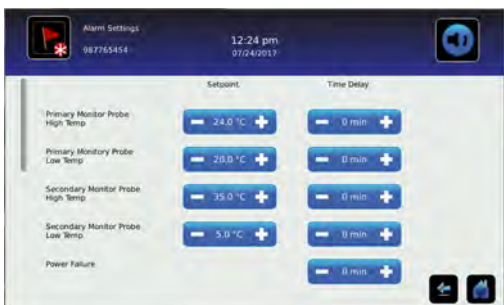 Alarm Settings
12:24 pm
987765454
07/24/2017
Setpoint
Time Delay
Primary Monitor Probe
High Temp
24.0 °C
0 min
Primary Monitory Probe
Low Temp
20.0 °C
0 min
Secondary Monitor Probe
High Temp
35.0 °C
0 min
Secondary Monitor Probe
Low Temp
5.0 °C
0 min
Power Failure
0 min